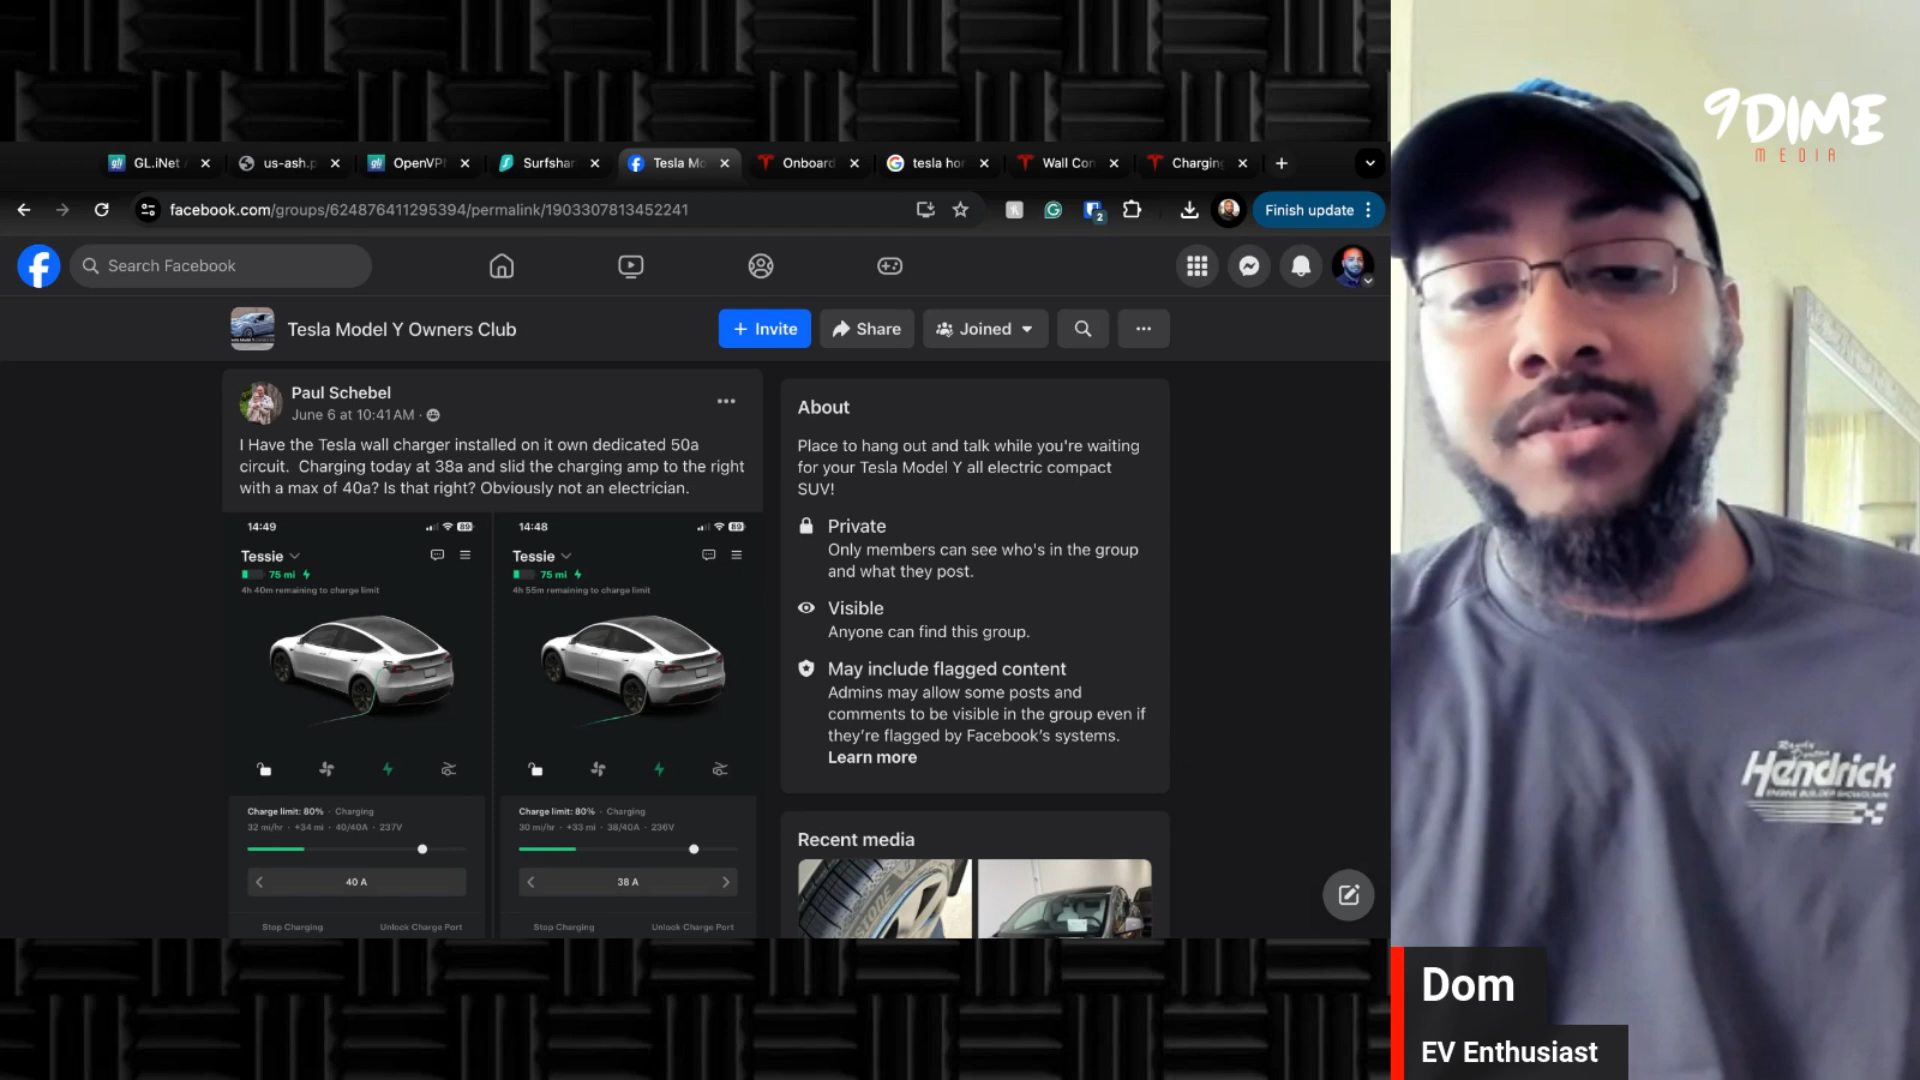 GL.iNet
us-ash.p
OpenVP
Surfshar
Tesla Mo
Onboard
tesla hor
Wall Con
Charging
facebook.com/groups/624876411295394/permalink/1903307813452241
2
Finish update
Search Facebook
Tesla Model Y Owners Club
Invite
Share
Joined
Paul Schebel
June 6 at 10:41 AM ·
I Have the Tesla wall charger installed on it own dedicated 50a
circuit. Charging today at 38a and slid the charging amp to the right
with a max of 40a? Is that right? Obviously not an electrician.
14:49
89
Tessie
75 mi
4h 40m remaining to charge limit
Charge limit: 80% · Charging
32 mi/hr · +34 mi · 40/40A · 237V
40 A
Stop Charging
Unlock Charge Port
14:48
89
Tessie
75 mi
4h 55m remaining to charge limit
Charge limit: 80% · Charging
30 mi/hr · +33 mi · 38/40A · 236V
38 A
Stop Charging
Unlock Charge Port
About
Place to hang out and talk while you're waiting
for your Tesla Model Y all electric compact
SUV!
Private
Only members can see who's in the group
and what they post.
Visible
Anyone can find this group.
May include flagged content
Admins may allow some posts and
comments to be visible in the group even if
they're flagged by Facebook's systems.
Learn more
Recent media
9DIME
MEDIA
Hendrick
ENGINE BUILDER SHOWDOWN
Dom
EV Enthusiast